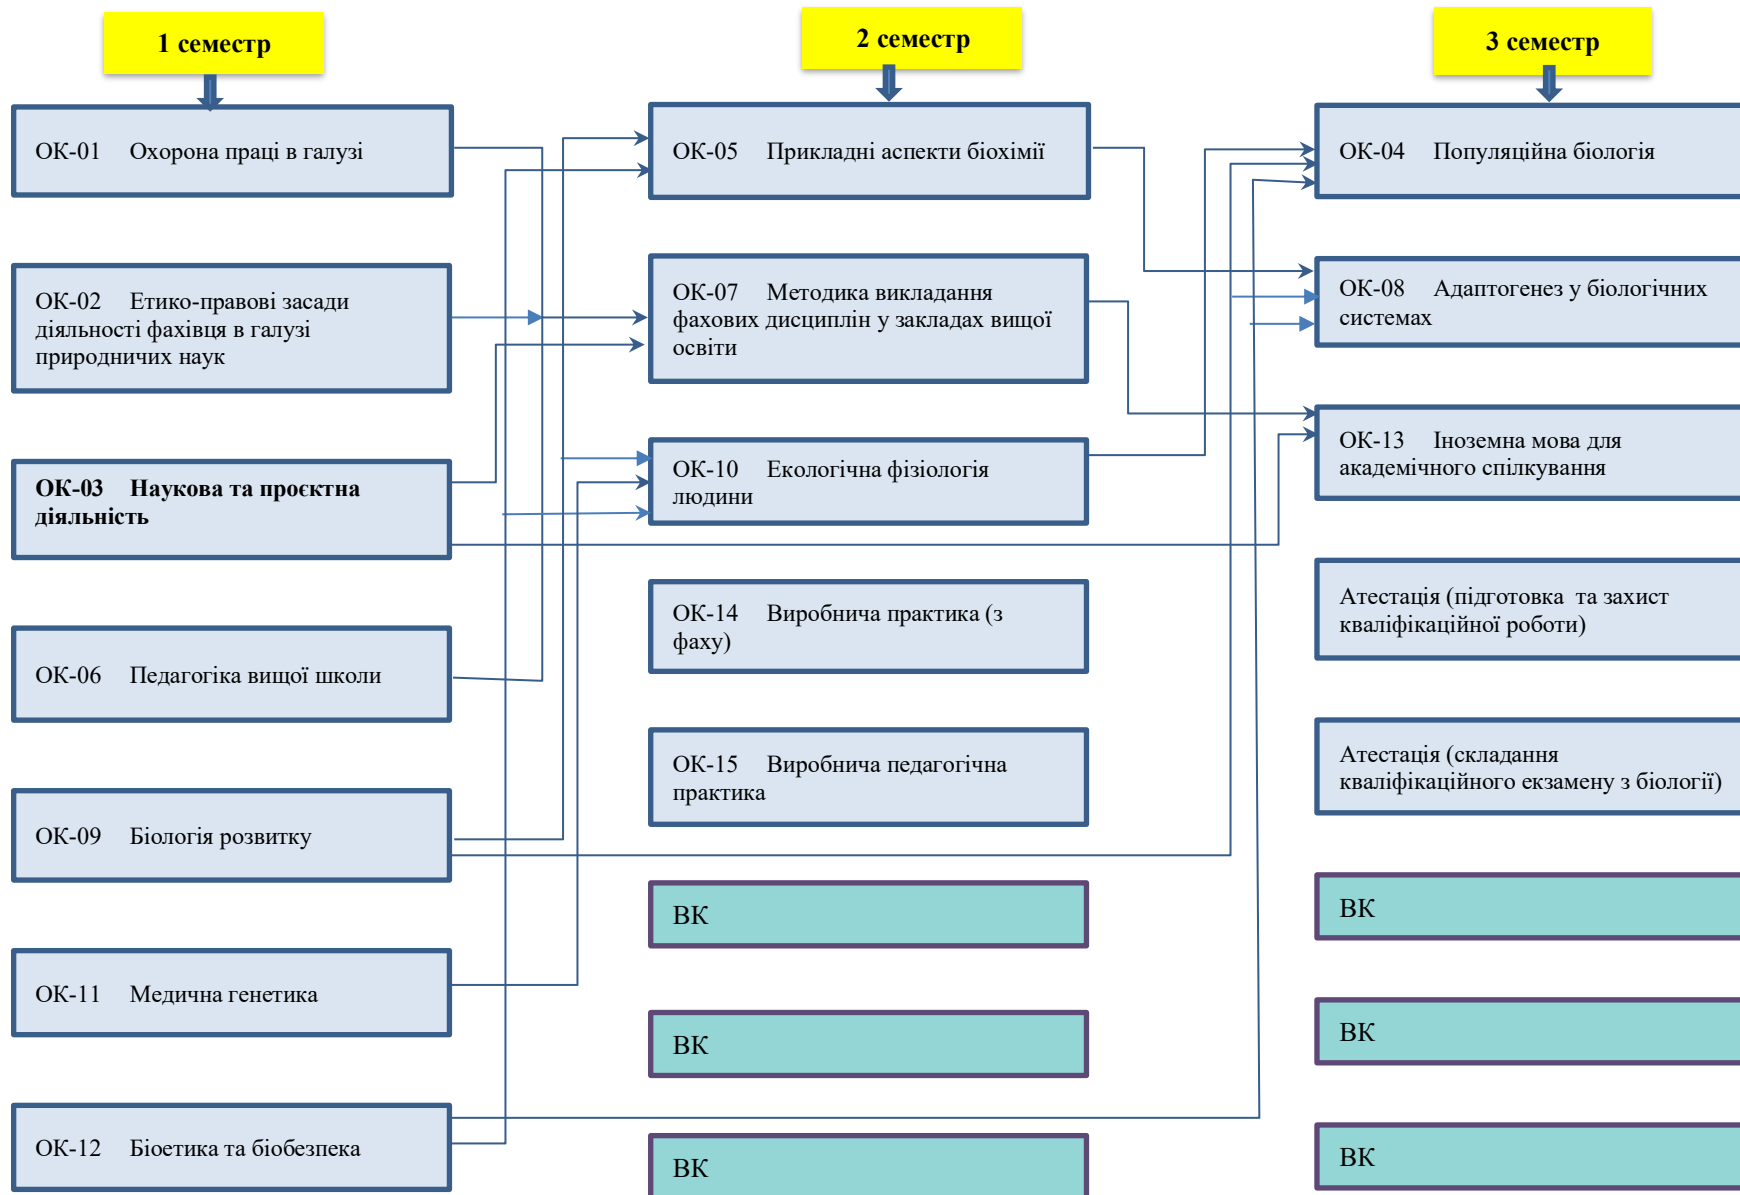 1 семестр
ОК-01 Охорона праці в галузі
ОК-02 Етико-правові засади
діяльності фахівця в галузі
природничих наук
ОК-03 Наукова та проєктна
діяльність
ОК-06 Педагогіка вищої школи
ОК-09 Біологія розвитку
ОК-11 Медична генетика
ОК-12 Біоетика та біобезпека
2 семестр
ОК-05 Прикладні аспекти біохімії
ОК-07 Методика викладання
фахових дисциплін у закладах вищої
освіти
ОК-10 Екологічна фізіологія
людини
ОК-14 Виробнича практика (з
фаху)
ОК-15 Виробнича педагогічна
практика
ВК
ВК
ВК
3 семестр
ОК-04 Популяційна біологія
ОК-08 Адаптогенез у біологічних
системах
ОК-13 Іноземна мова для
академічного спілкування
Атестація (підготовка та захист
кваліфікаційної роботи)
Атестація (складання
кваліфікаційного екзамену з біології)
ВК
ВК
ВК